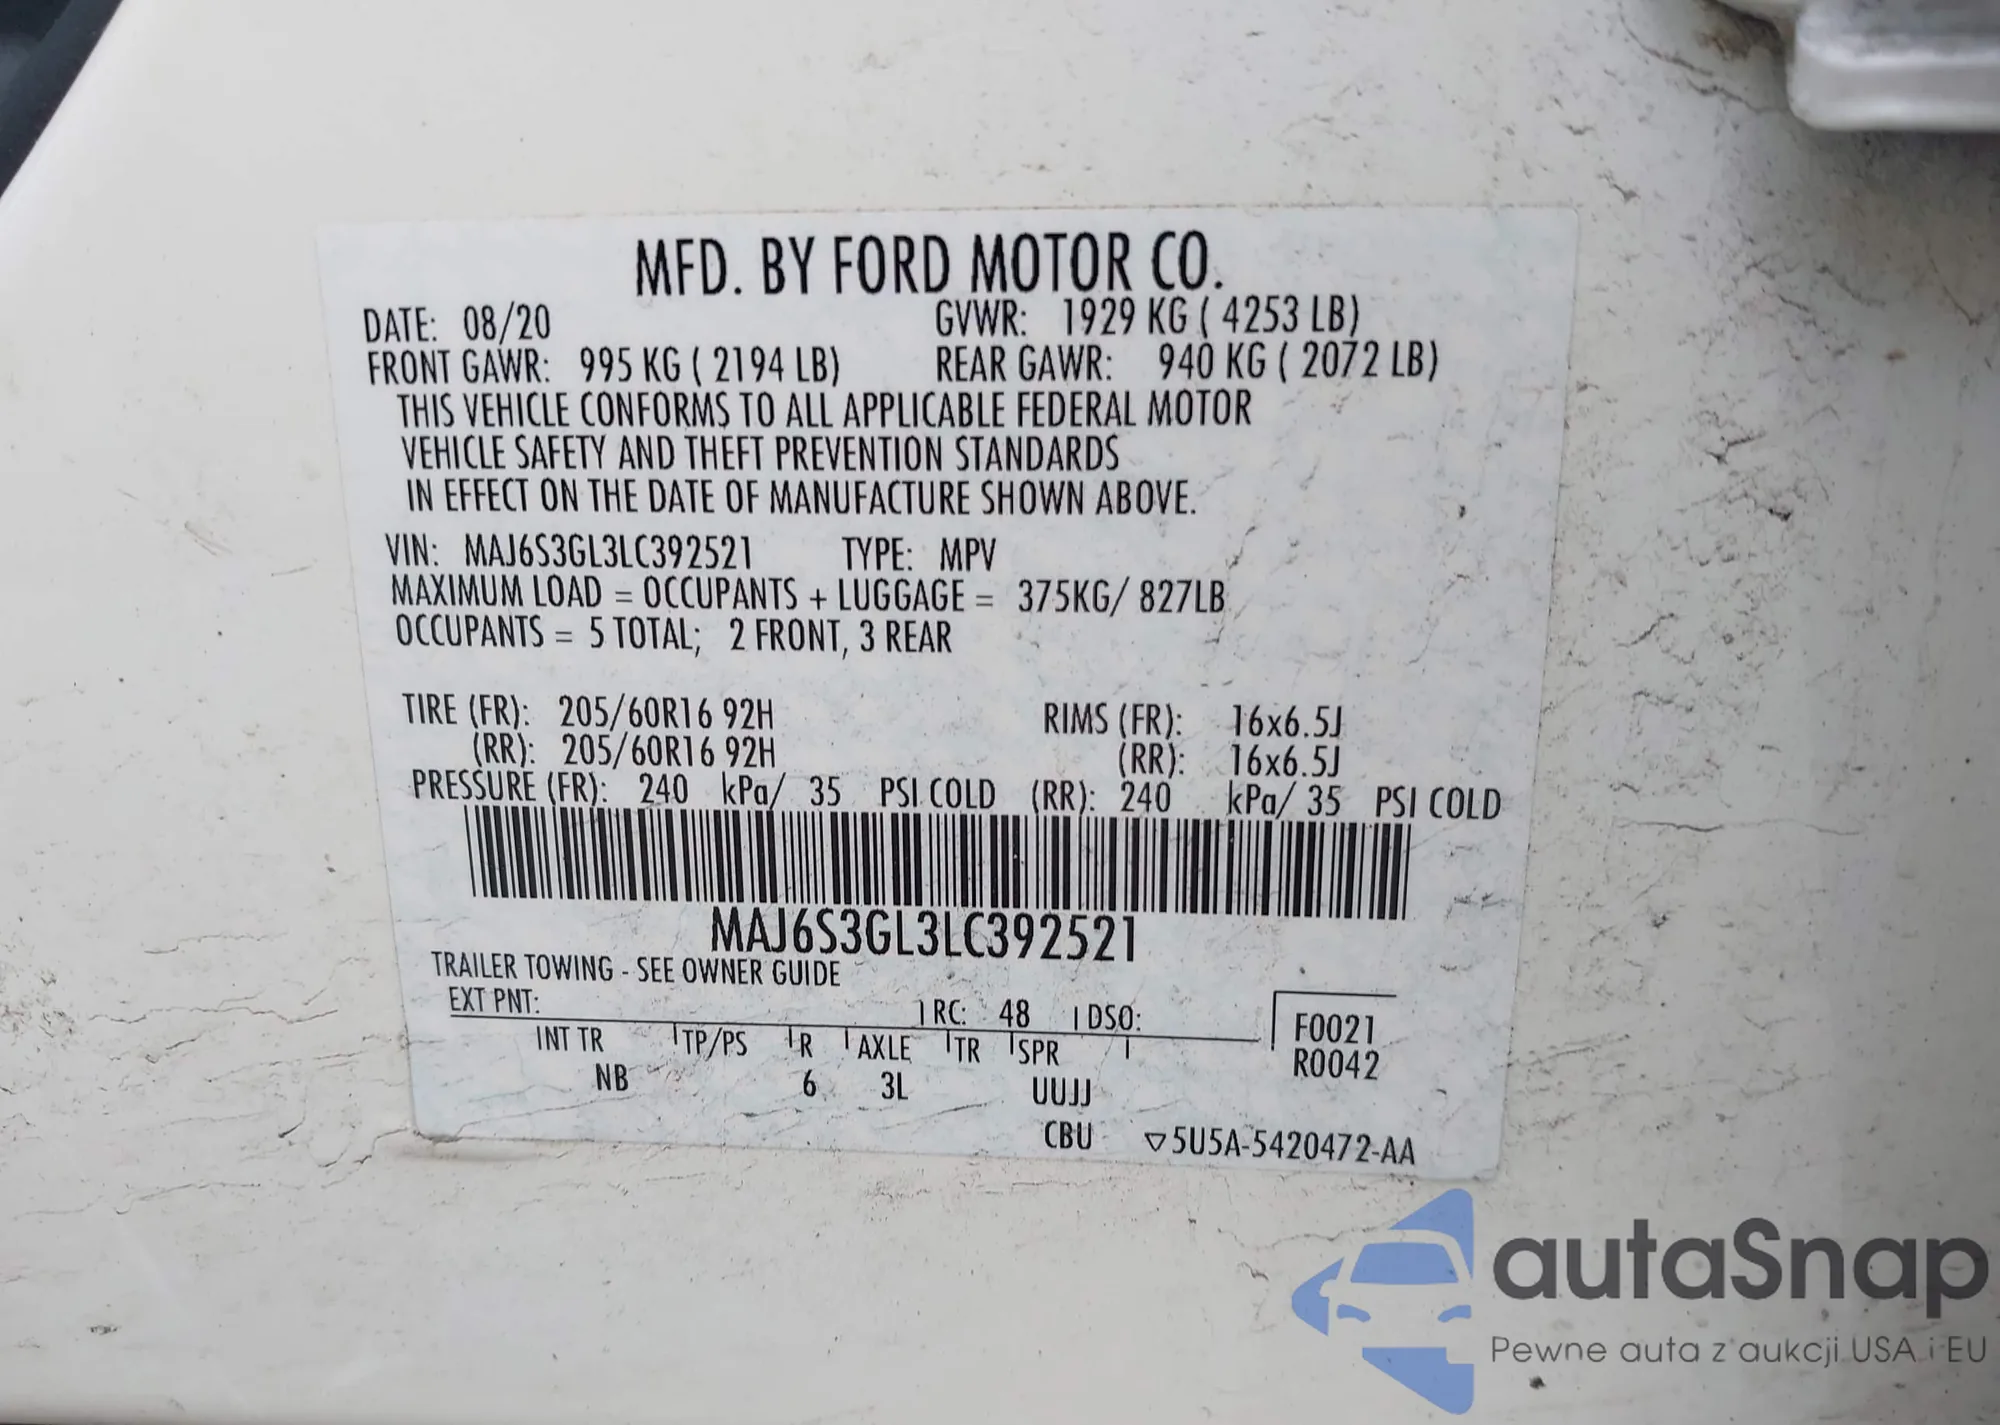 MFD. BY FORD MOTOR CO.
DATE: 08/20 GVWR: 1929 KG ( 4253 LB)
FRONT GAWR: 995 KG ( 2194 LB) REAR GAWR: 940 KG ( 2072 LB)
THIS VEHICLE CONFORMS TO ALL APPLICABLE FEDERAL MOTOR
VEHICLE SAFETY AND THEFT PREVENTION STANDARDS
IN EFFECT ON THE DATE OF MANUFACTURE SHOWN ABOVE.
VIN: MAJ6S3GL3LC392521 TYPE: MPV
MAXIMUM LOAD = OCCUPANTS + LUGGAGE = 375KG/ 827LB
OCCUPANTS = 5 TOTAL; 2 FRONT, 3 REAR
TIRE (FR): 205/60R16 92H RIMS (FR): 16x6.5J
(RR): 205/60R16 92H (RR): 16x6.5J
PRESSURE (FR): 240 kPa/ 35 PSI COLD (RR): 240 kPa/ 35 PSI COLD
MAJ6S3GL3LC392521
TRAILER TOWING - SEE OWNER GUIDE
EXT PNT: RC: 48 DSO: F0021
INT TR TP/PS R AXLE TR SPR R0042
NB 6 3L UUJJ
CBU ▽5U5A-5420472-AA
autaSnap
Pewne auta z aukcji USA i EU